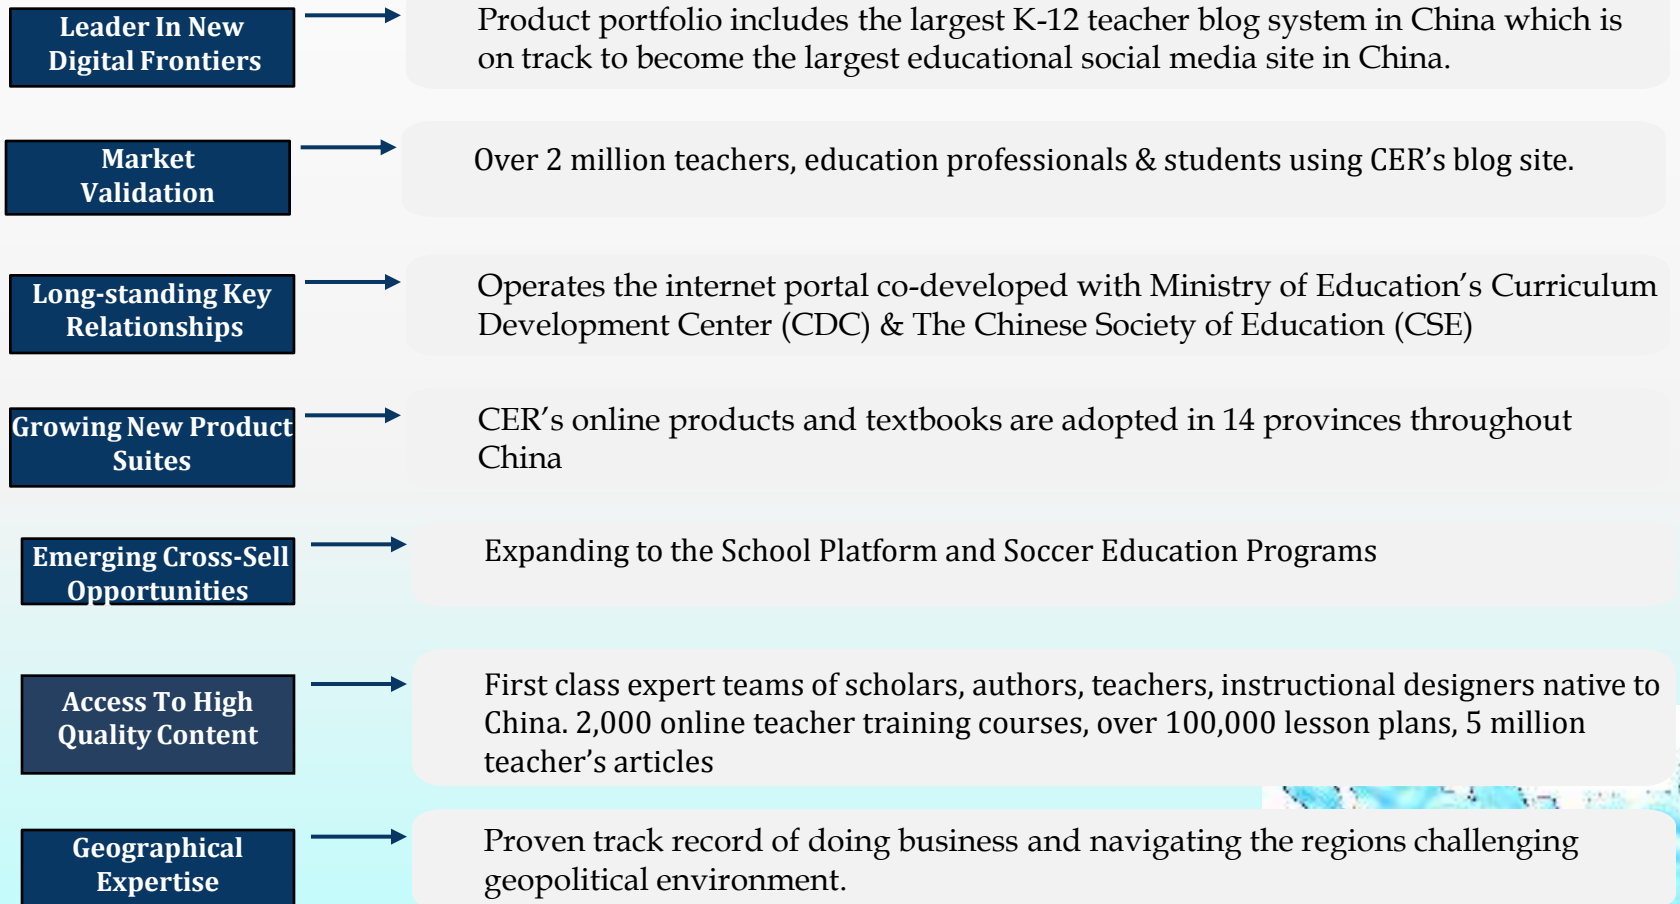 Leader In New
Digital Frontiers
Product portfolio includes the largest K-12 teacher blog system in China which is
on track to become the largest educational social media site in China.
Market
Validation
Over 2 million teachers, education professionals & students using CER’s blog site.
Long-standing Key
Relationships
Operates the internet portal co-developed with Ministry of Education’s Curriculum
Development Center (CDC) & The Chinese Society of Education (CSE)
Growing New Product
Suites
CER’s online products and textbooks are adopted in 14 provinces throughout
China
Emerging Cross-Sell
Opportunities
Expanding to the School Platform and Soccer Education Programs
Access To High
Quality Content
First class expert teams of scholars, authors, teachers, instructional designers native to
China. 2,000 online teacher training courses, over 100,000 lesson plans, 5 million
teacher’s articles
Geographical
Expertise
Proven track record of doing business and navigating the regions challenging
geopolitical environment.